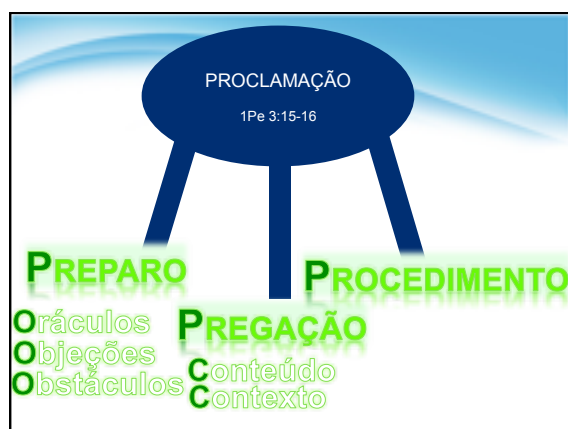 PROCLAMAÇÃO
1Pe 3:15-16
PREPARO
Oráculos
Objeções
Obstáculos
PREGAÇÃO
Conteúdo
Contexto
PROCEDIMENTO